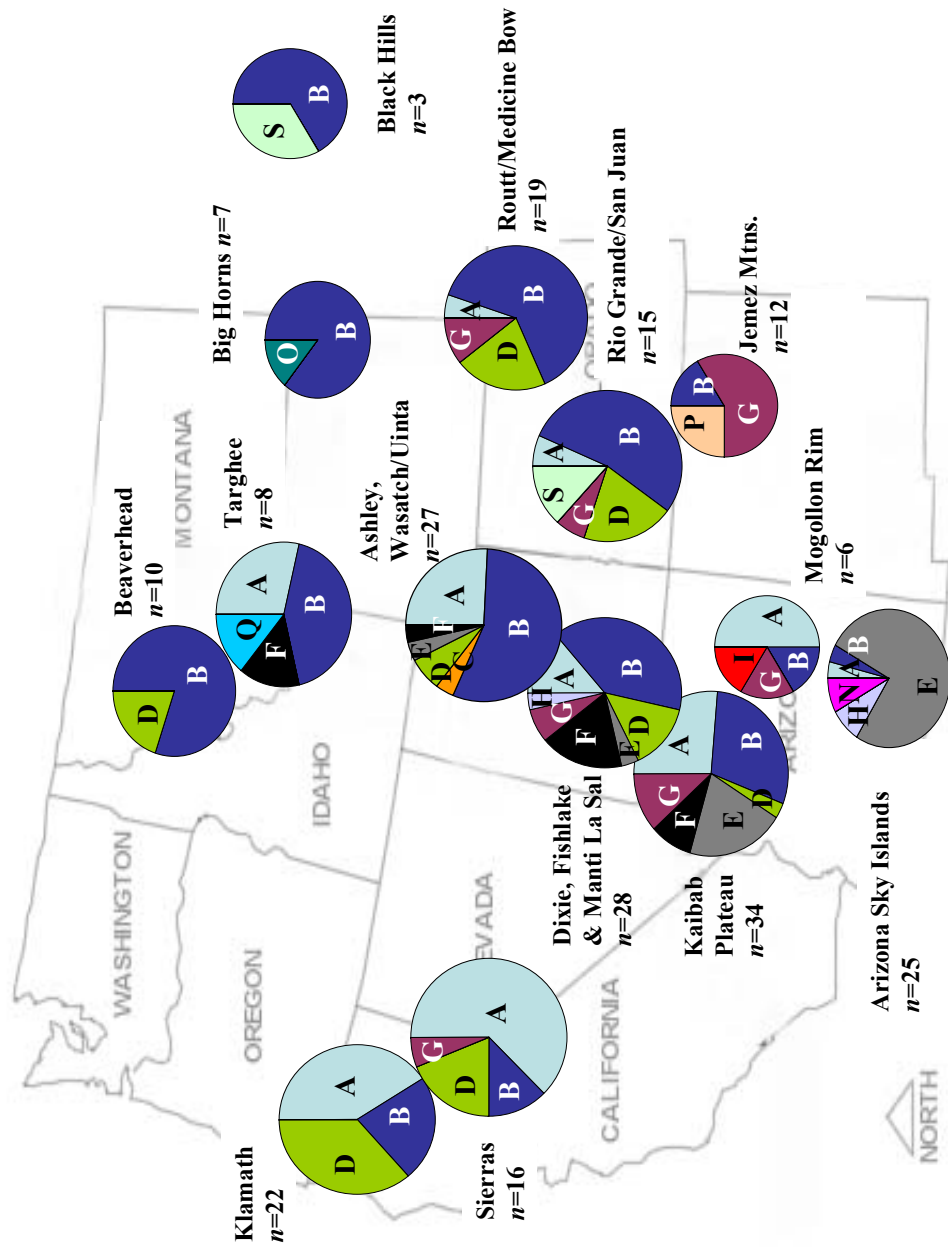 WASHINGTON
MONTANA
OREGON
IDAHO
EVADA
CALIFORNIA
ARIZO
NORTH
Black Hills
n=3
S
B
Big Horns n=7
O
B
Routt/Medicine Bow
n=19
A
G
D
B
Rio Grande/San Juan
n=15
A
S
G
D
B
Jemez Mtns.
n=12
B
P
G
Beaverhead
n=10
D
B
Targhee
n=8
Q
A
F
B
Ashley,
Wasatch/Uinta
n=27
F
A
E
D
C
B
Dixie, Fishlake
& Manti La Sal
n=28
H
A
G
F
B
E
D
Kaibab
Plateau
n=34
G
A
F
E
B
D
Mogollon Rim
n=6
I
A
G
B
Arizona Sky Islands
n=25
N
A
B
H
E
Klamath
n=22
D
A
B
Sierras
n=16
G
A
D
B